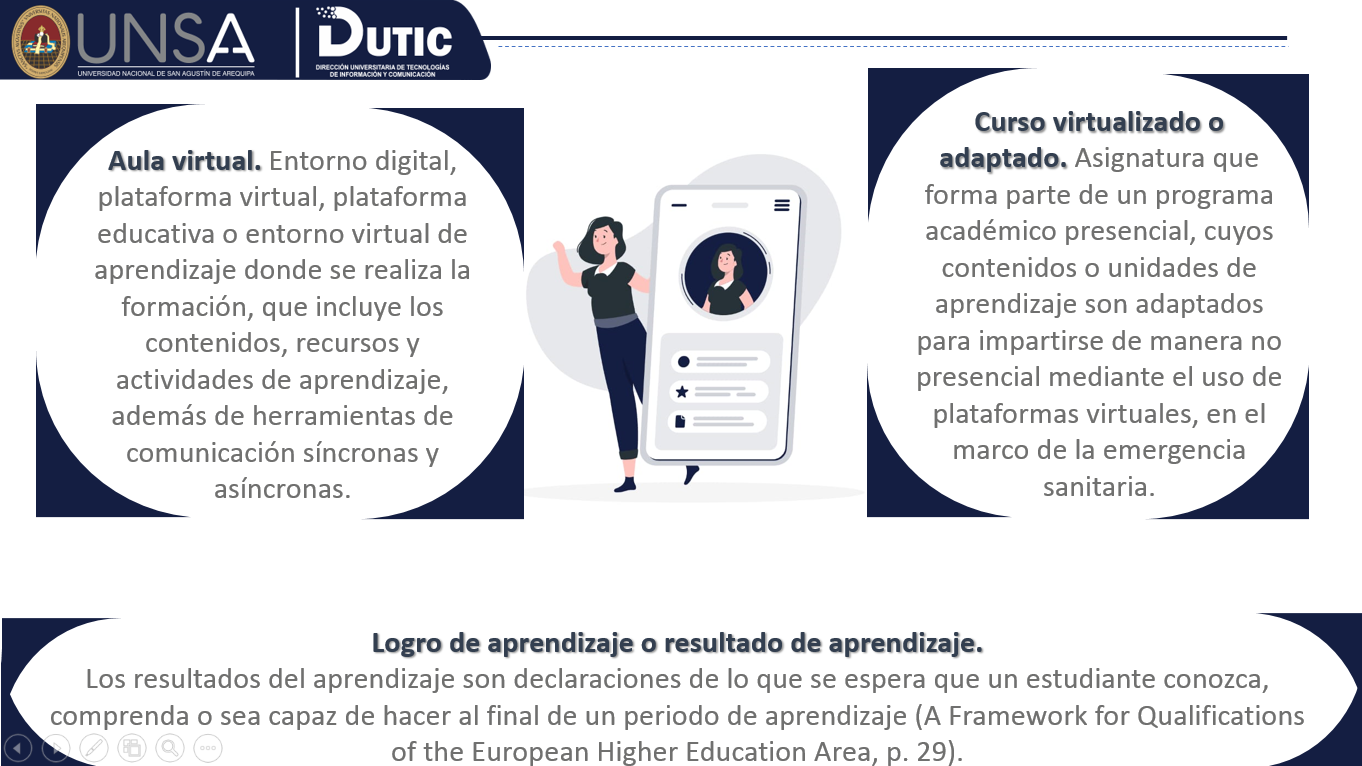 UNSA
UNIVERSIDAD NACIONAL DE SAN AGUSTÍN DE AREQUIPA
DUTIC
DIRECCIÓN UNIVERSITARIA DE TECNOLOGÍAS
DE INFORMACIÓN Y COMUNICACIÓN
Aula virtual. Entorno digital,
plataforma virtual, plataforma
educativa o entorno virtual de
aprendizaje donde se realiza la
formación, que incluye los
contenidos, recursos y
actividades de aprendizaje,
además de herramientas de
comunicación síncronas y
asíncronas.
Curso virtualizado o
adaptado. Asignatura que
forma parte de un programa
académico presencial, cuyos
contenidos o unidades de
aprendizaje son adaptados
para impartirse de manera no
presencial mediante el uso de
plataformas virtuales, en el
marco de la emergencia
sanitaria.
Logro de aprendizaje o resultado de aprendizaje.
Los resultados del aprendizaje son declaraciones de lo que se espera que un estudiante conozca,
comprenda o sea capaz de hacer al final de un periodo de aprendizaje (A Framework for Qualifications
of the European Higher Education Area, p. 29).